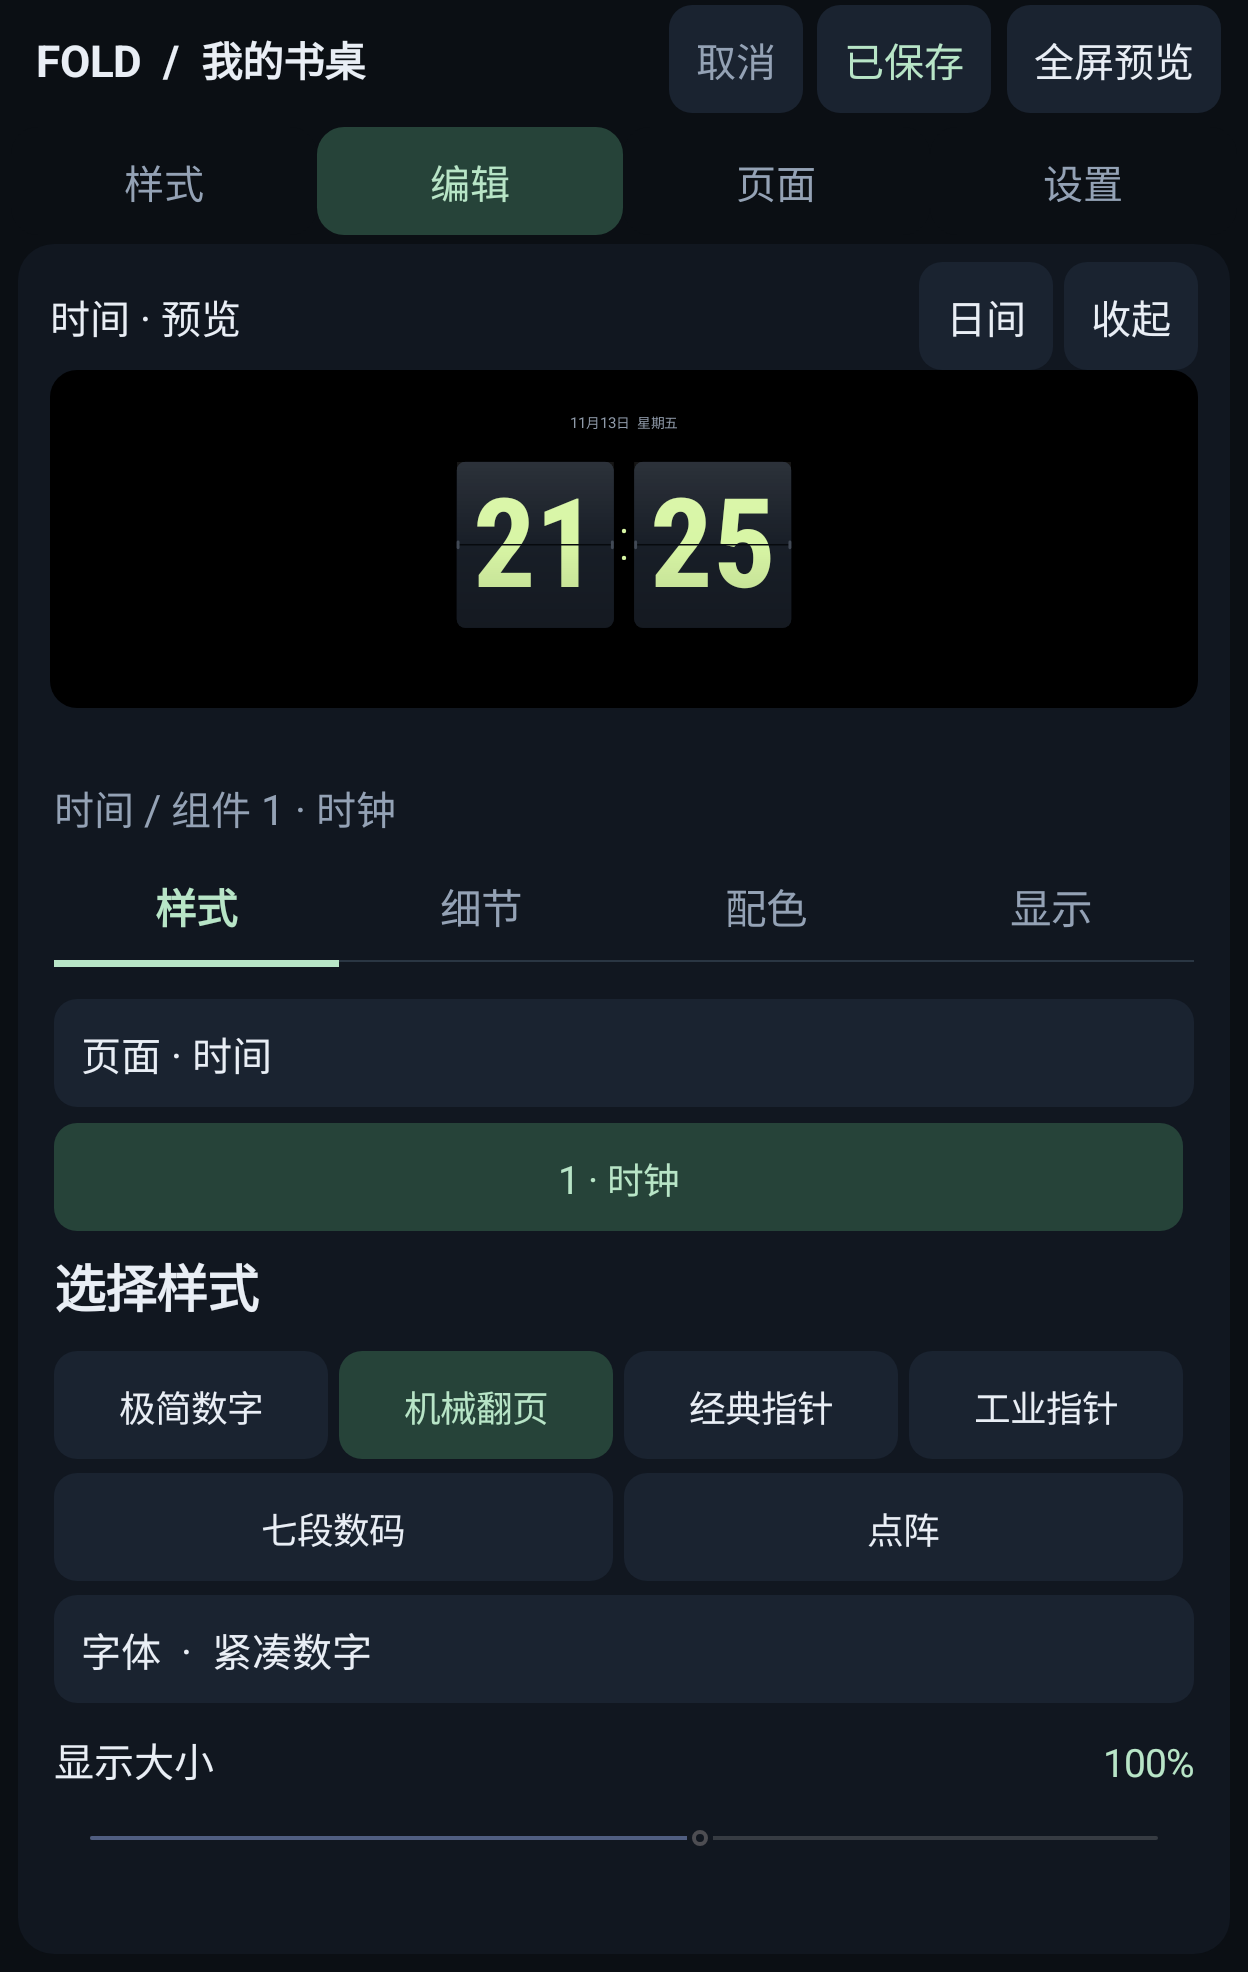 FOLD / 我的书桌 取消 已保存 全屏预览
样式 编辑 页面 设置
时间 · 预览 日间 收起
11月13日 星期五
21:25
时间 / 组件 1 · 时钟
样式 细节 配色 显示
页面 · 时间
1 · 时钟
选择样式
极简数字 机械翻页 经典指针 工业指针
七段数码 点阵
字体 · 紧凑数字
显示大小 100%